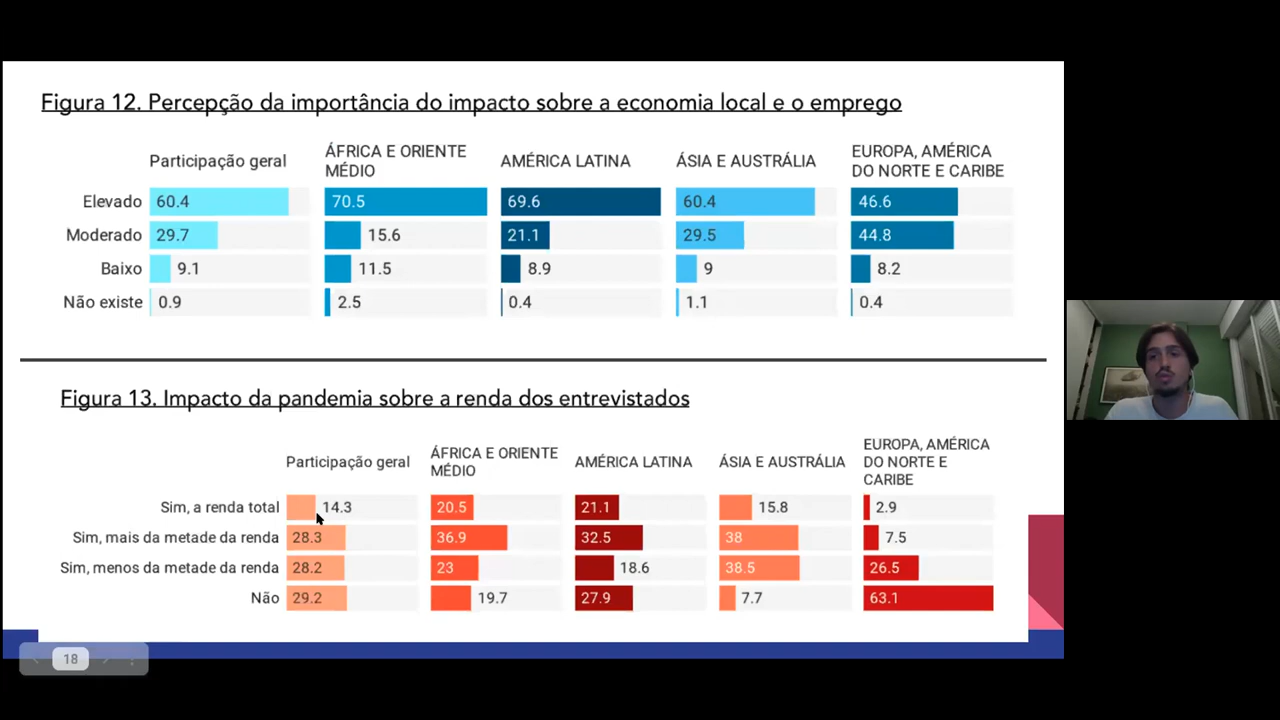 Figura 12. Percepção da importância do impacto sobre a economia local e o emprego
Participação geral
ÁFRICA E ORIENTE
MÉDIO
AMÉRICA LATINA
ÁSIA E AUSTRÁLIA
EUROPA, AMÉRICA
DO NORTE E CARIBE
Elevado 60.4 70.5 69.6 60.4 46.6
Moderado 29.7 15.6 21.1 29.5 44.8
Baixo 9.1 11.5 8.9 9 8.2
Não existe 0.9 2.5 0.4 1.1 0.4
Figura 13. Impacto da pandemia sobre a renda dos entrevistados
Participação geral
ÁFRICA E ORIENTE
MÉDIO
AMÉRICA LATINA
ÁSIA E AUSTRÁLIA
EUROPA, AMÉRICA
DO NORTE E
CARIBE
Sim, a renda total 14.3 20.5 21.1 15.8 2.9
Sim, mais da metade da renda 28.3 36.9 32.5 38 7.5
Sim, menos da metade da renda 28.2 23 18.6 38.5 26.5
Não 29.2 19.7 27.9 7.7 63.1
18